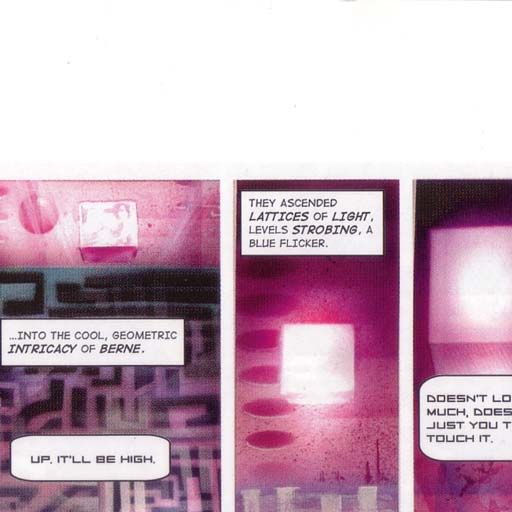 ...INTO THE COOL, GEOMETRIC
INTRICACY OF BERNE.
UP, IT'LL BE HIGH.
THEY ASCENDED
LATTICES OF LIGHT,
LEVELS STROBING, A
BLUE FLICKER.
DOESN'T LO
MUCH, DOES
JUST YOU T
TOUCH IT.